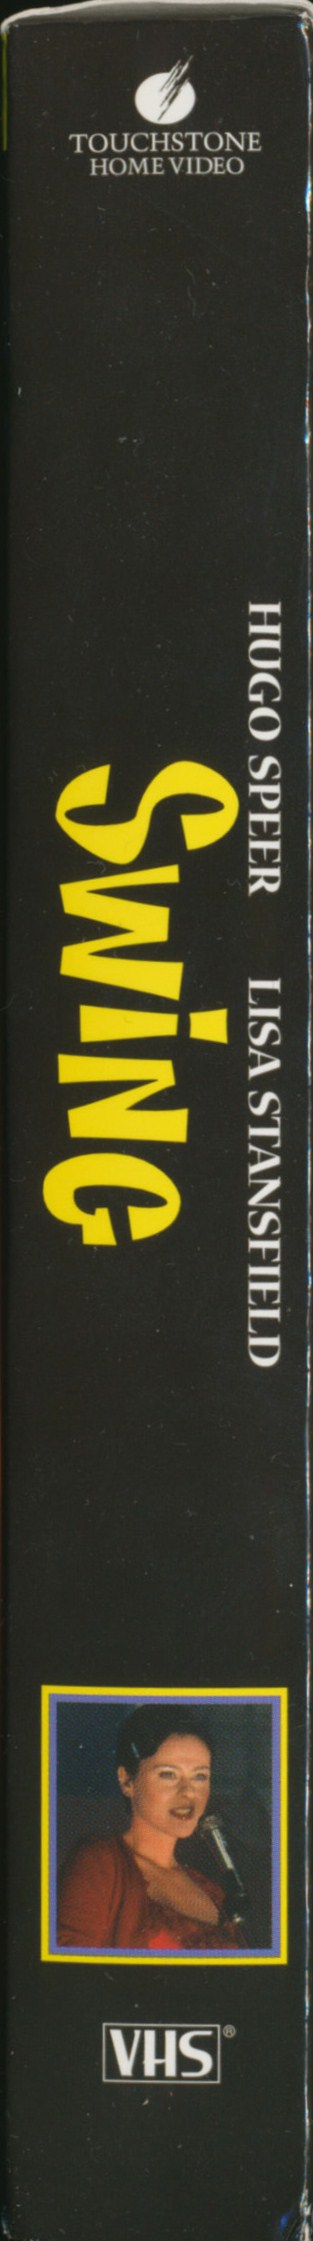 TOUCHSTONE
HOME VIDEO
HUGO SPEER LISA STANSFIELD
SWiNG
VHS®